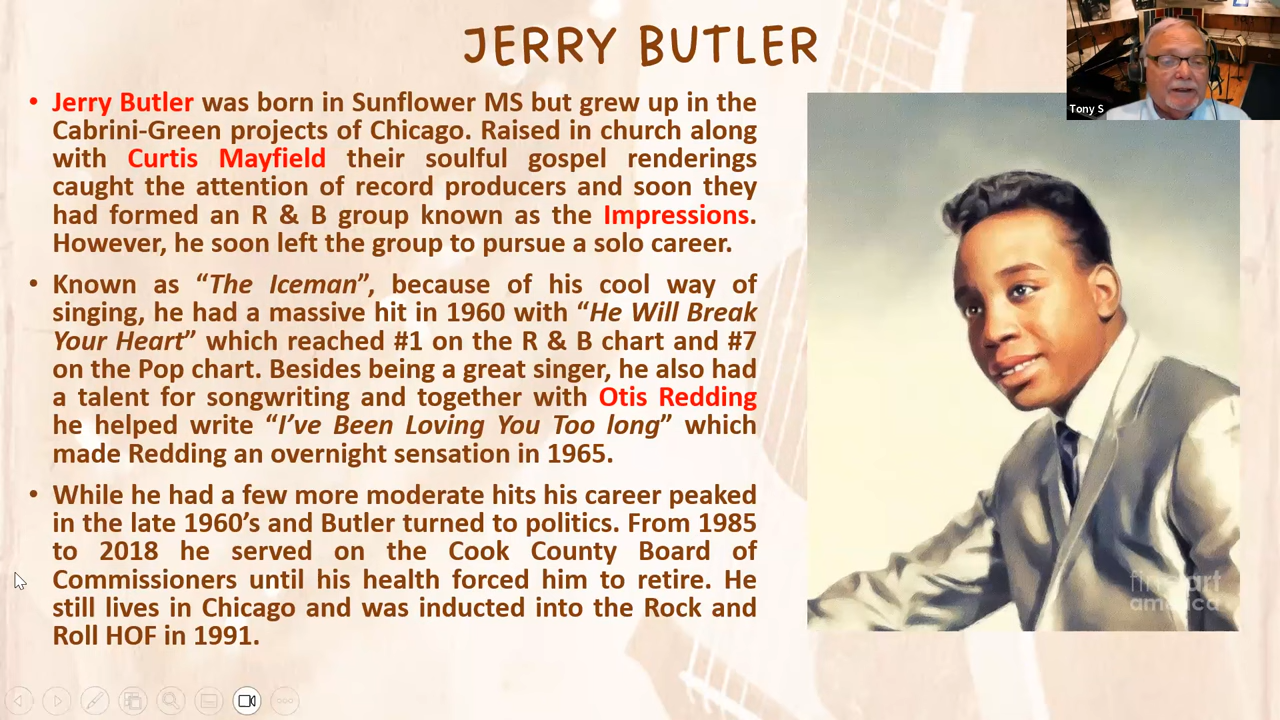 JERRY BUTLER
Tony S
• Jerry Butler was born in Sunflower MS but grew up in the
Cabrini-Green projects of Chicago. Raised in church along
with Curtis Mayfield their soulful gospel renderings
caught the attention of record producers and soon they
had formed an R & B group known as the Impressions.
However, he soon left the group to pursue a solo career.
• Known as “The Iceman”, because of his cool way of
singing, he had a massive hit in 1960 with “He Will Break
Your Heart” which reached #1 on the R & B chart and #7
on the Pop chart. Besides being a great singer, he also had
a talent for songwriting and together with Otis Redding
he helped write “I’ve Been Loving You Too long” which
made Redding an overnight sensation in 1965.
• While he had a few more moderate hits his career peaked
in the late 1960’s and Butler turned to politics. From 1985
to 2018 he served on the Cook County Board of
Commissioners until his health forced him to retire. He
still lives in Chicago and was inducted into the Rock and
Roll HOF in 1991.
fine art
america